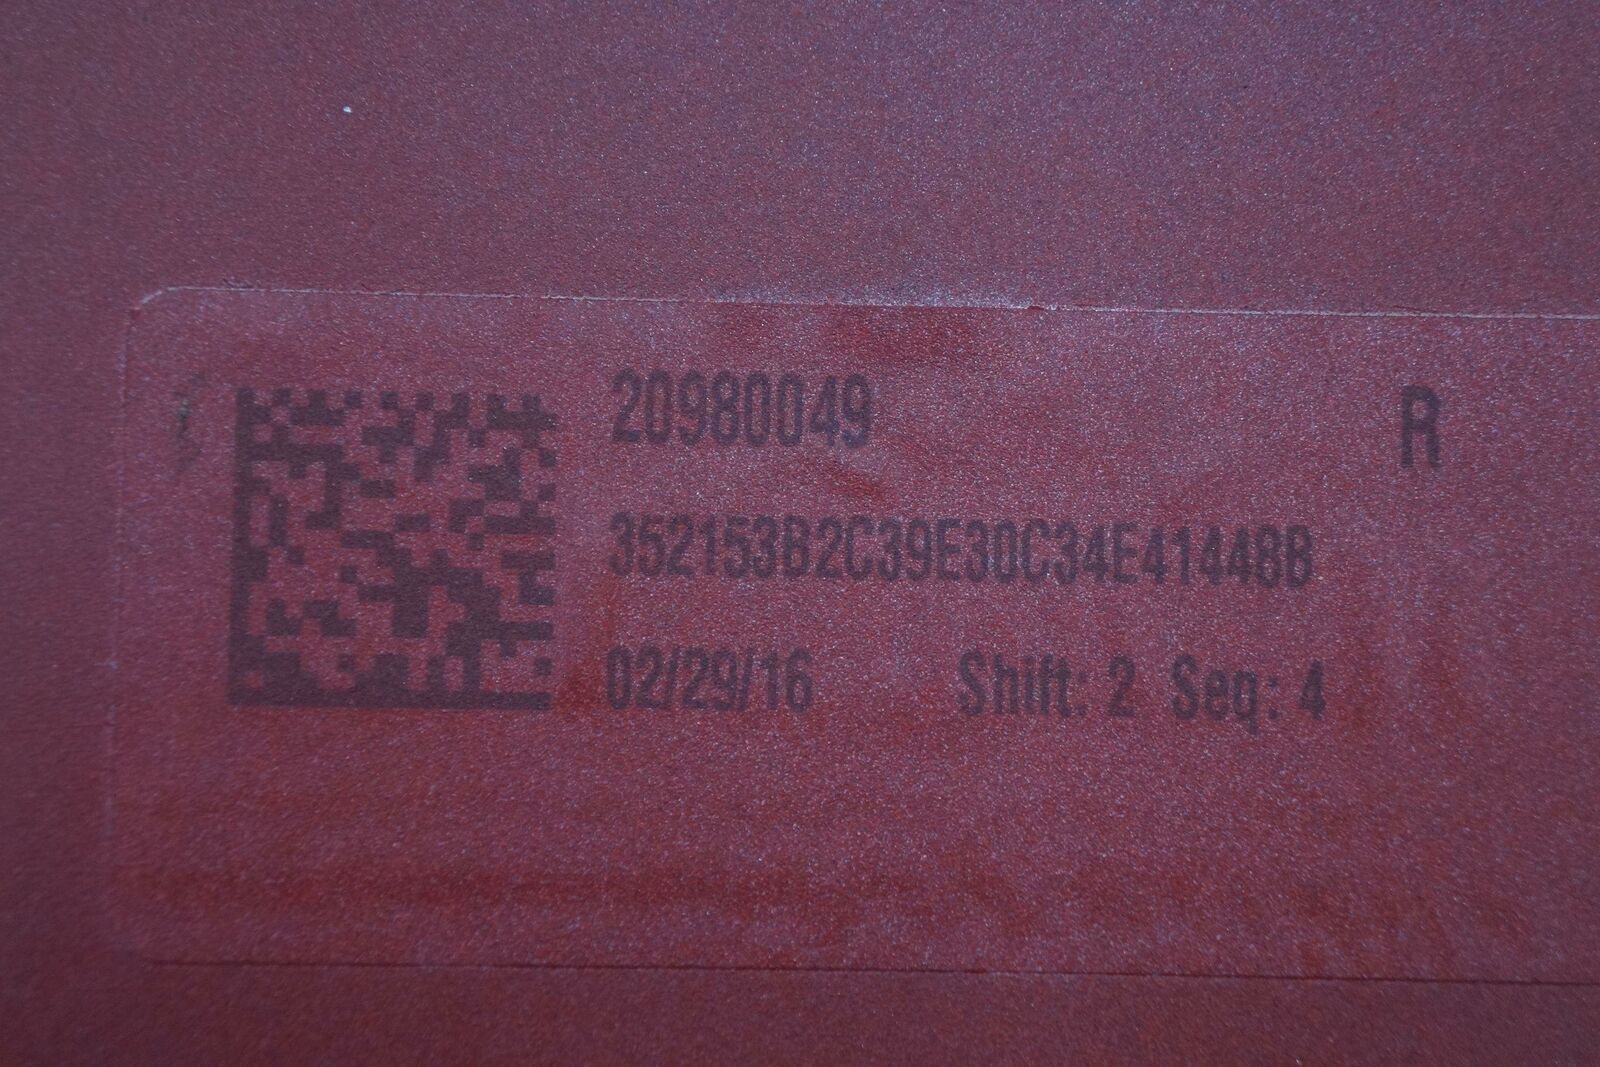 20980049 R
352153B2C39E30C34E41448B
02/29/16 Shift: 2 Seq: 4